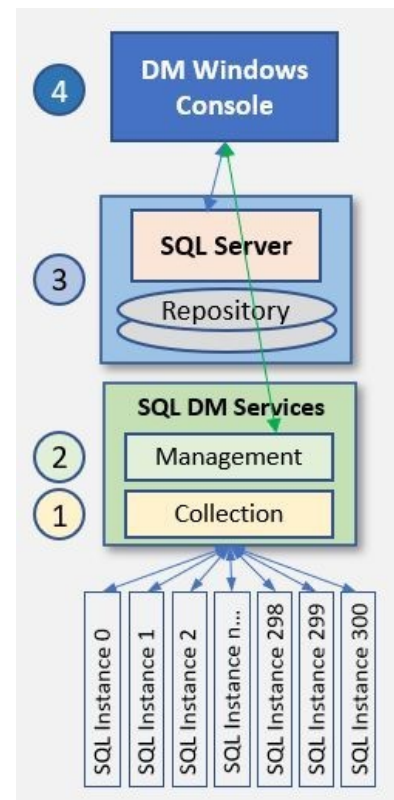 4
DM Windows
Console
3
SQL Server
Repository
SQL DM Services
2
Management
1
Collection
SQL Instance 0
SQL Instance 1
SQL Instance 2
SQL Instance n...
SQL Instance 298
SQL Instance 299
SQL Instance 300